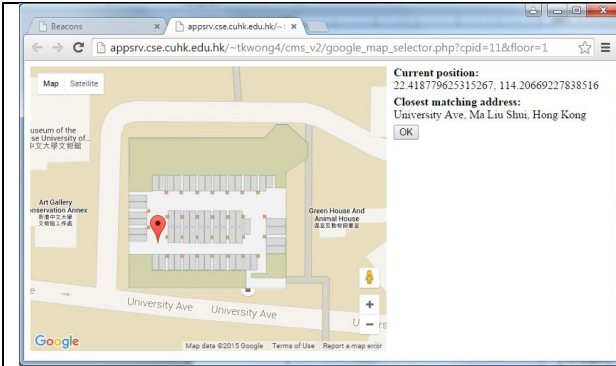 Beacons
appsrv.cse.cuhk.edu.hk/~t
appsrv.cse.cuhk.edu.hk/~tkwong4/cms_v2/google_map_selector.php?cpid=11&floor=1
Map Satellite
Current position:
22.418779625315267, 114.20669227838516
Closest matching address:
University Ave, Ma Liu Shui, Hong Kong
OK
useum of the
se University of...
中文大學文物館
Art Gallery
nservation Annex
Green House And
Animal House
University Ave University Ave
+
−
Google
Map data ©2015 Google Terms of Use Report a map error